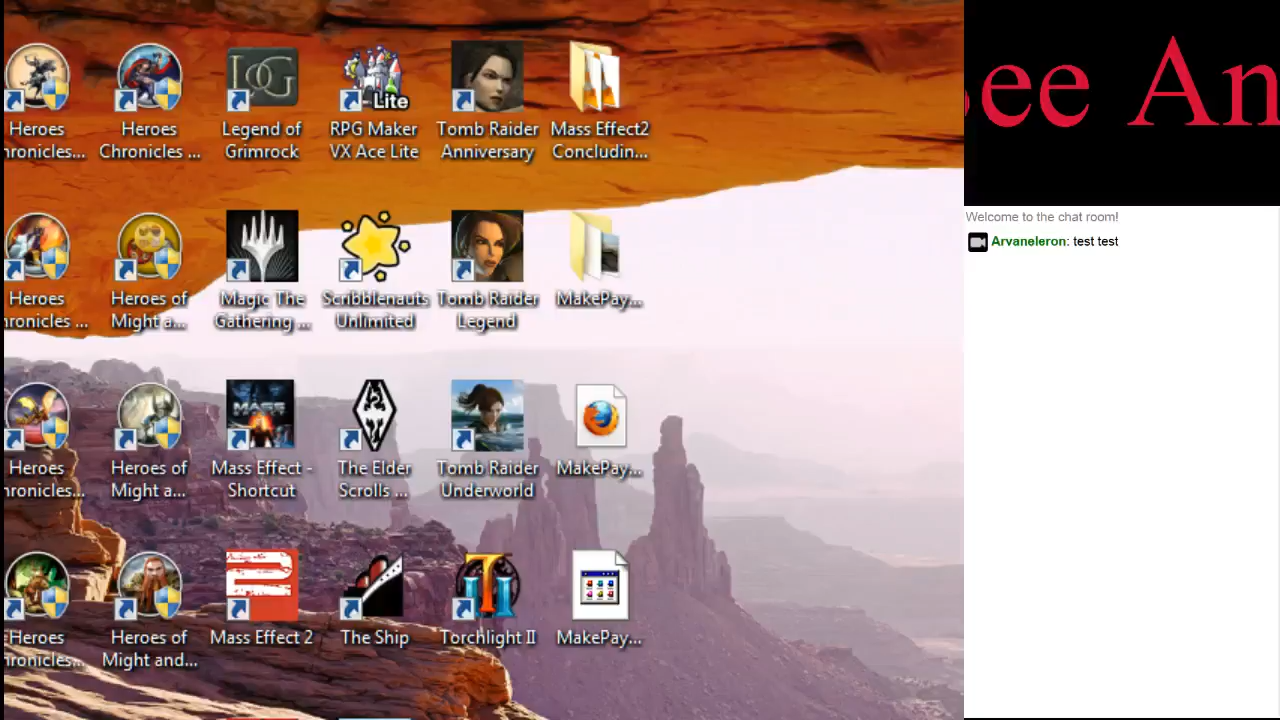 Heroes
hronicles...
Heroes
Chronicles ...
LoG
Legend of
Grimrock
Lite
RPG Maker
VX Ace Lite
Tomb Raider
Anniversary
Mass Effect2
Concludin...
Heroes
hronicles ...
Heroes of
Might a...
Magic The
Gathering ...
Scribblenauts
Unlimited
Tomb Raider
Legend
MakePay...
Heroes
hronicles...
Heroes of
Might a...
MASS
Mass Effect -
Shortcut
The Elder
Scrolls ...
Tomb Raider
Underworld
MakePay...
Heroes
hronicles...
Heroes of
Might and...
2
Mass Effect 2
The Ship
Torchlight II
MakePay...
ee An
Welcome to the chat room!
Arvaneleron: test test